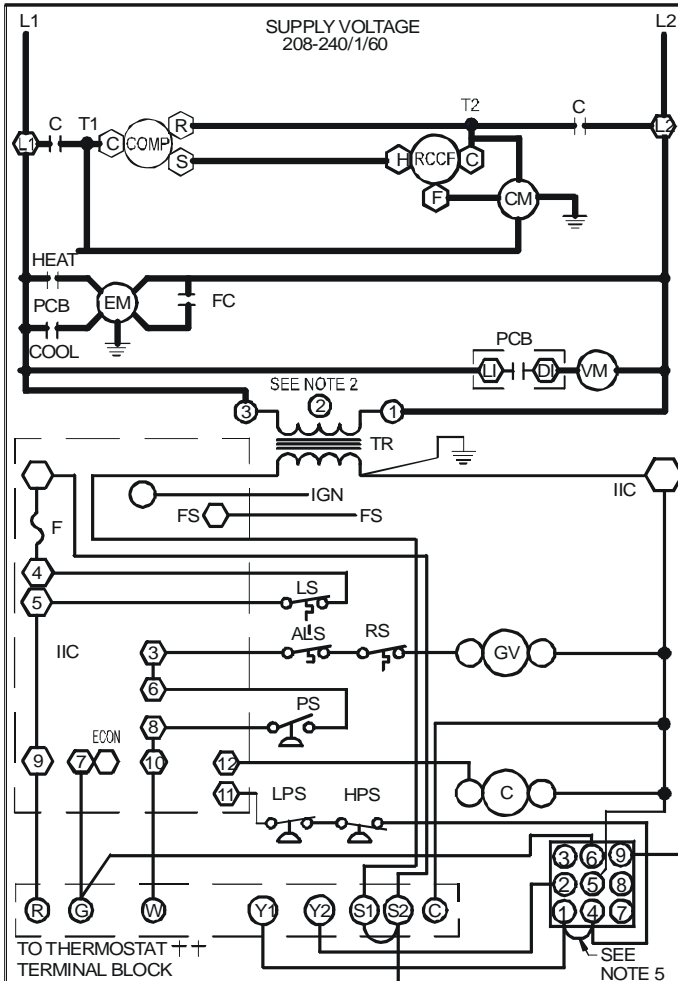 L1 SUPPLY VOLTAGE L2
208-240/1/60
C T1 R T2 C
L1 C COMP H RCCF C L2
S
F CM
HEAT
PCB EM FC
COOL
PCB
LI DI VM
SEE NOTE 2
3 2 1
TR
IGN IIC
FS FS
F
4
5 LS
ALS RS
IIC 3 GV
6
PS
8
ECON
9 7 10 12
C
11 LPS HPS
3 6 9
2 5 8
1 4 7
R G W Y1 Y2 S1 S2 C
TO THERMOSTAT ++
TERMINAL BLOCK
SEE
NOTE 5